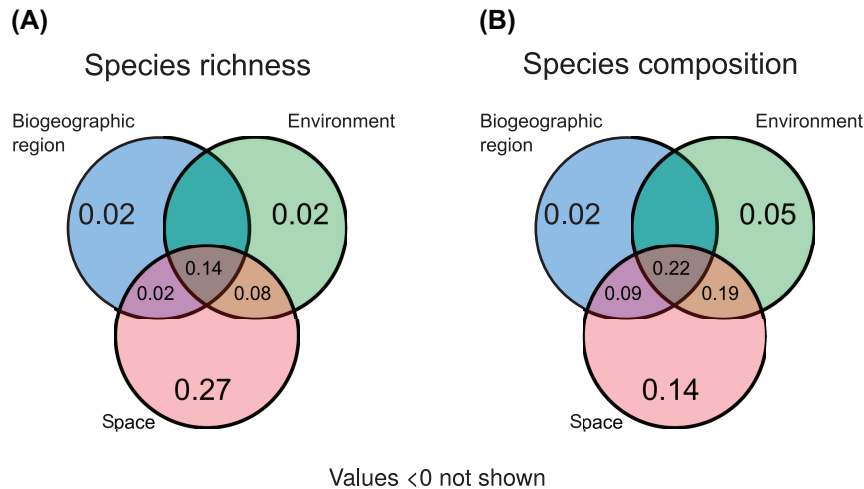 (A)
Species richness
Biogeographic
region
Environment
0.02
0.02
0.14
0.02
0.08
0.27
Space
(B)
Species composition
Biogeographic
region
Environment
0.02
0.05
0.22
0.09
0.19
0.14
Space
Values <0 not shown